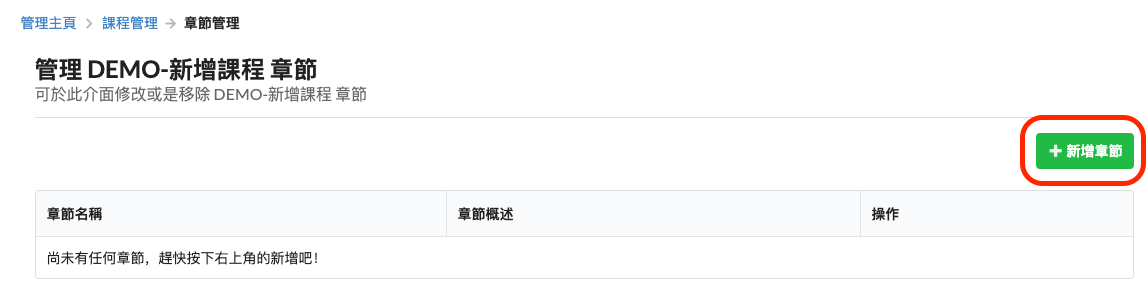 管理主頁 > 課程管理 → 章節管理
管理 DEMO-新增課程 章節
可於此介面修改或是移除 DEMO-新增課程 章節
+ 新增章節
章節名稱 章節概述 操作
尚未有任何章節，趕快按下右上角的新增吧！